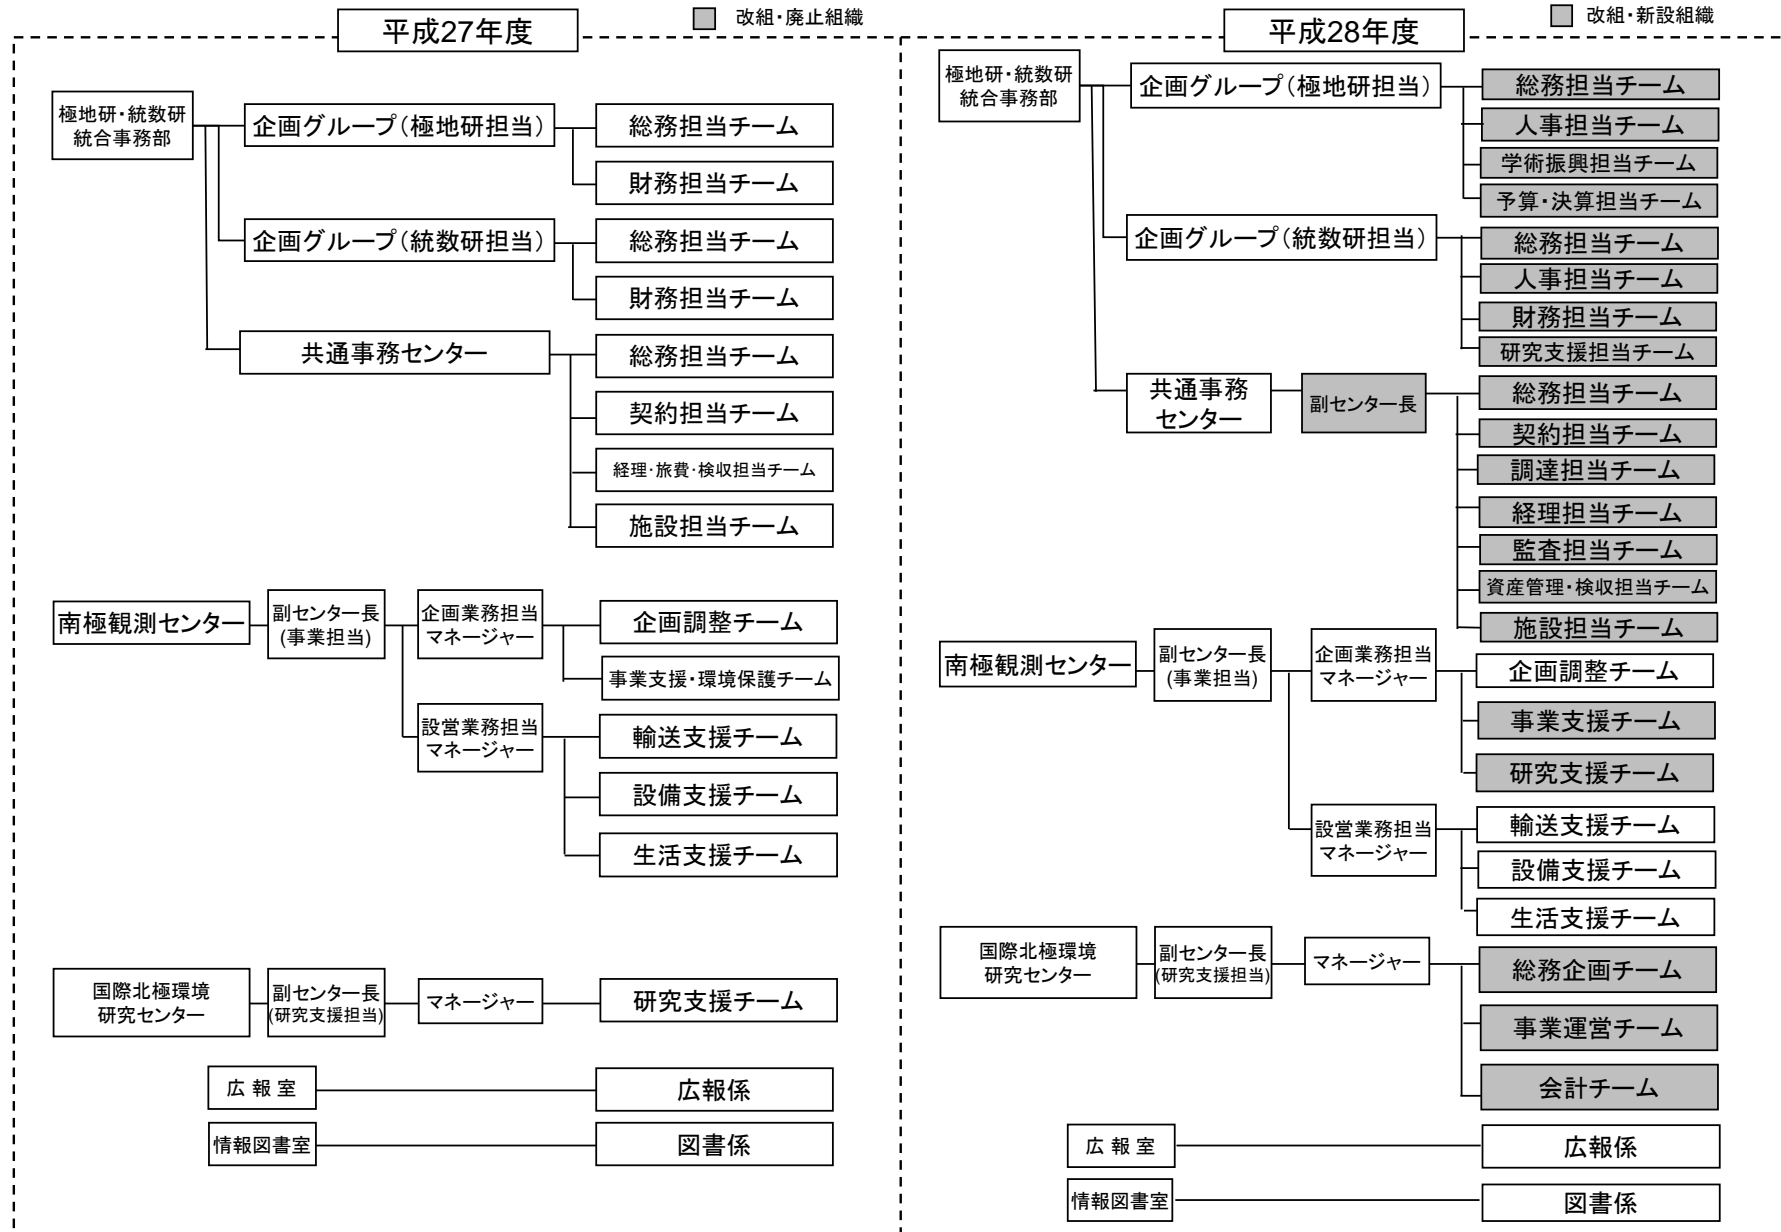 平成27年度
改組・廃止組織
極地研・統数研
統合事務部
企画グループ(極地研担当)
総務担当チーム
財務担当チーム
企画グループ(統数研担当)
総務担当チーム
財務担当チーム
共通事務センター
総務担当チーム
契約担当チーム
経理・旅費・検収担当チーム
施設担当チーム
南極観測センター
副センター長
(事業担当)
企画業務担当
マネージャー
企画調整チーム
事業支援・環境保護チーム
設営業務担当
マネージャー
輸送支援チーム
設備支援チーム
生活支援チーム
国際北極環境
研究センター
副センター長
(研究支援担当)
マネージャー
研究支援チーム
広 報 室
広報係
情報図書室
図書係
平成28年度
改組・新設組織
極地研・統数研
統合事務部
企画グループ(極地研担当)
総務担当チーム
人事担当チーム
学術振興担当チーム
予算・決算担当チーム
企画グループ(統数研担当)
総務担当チーム
人事担当チーム
財務担当チーム
研究支援担当チーム
共通事務
センター
副センター長
総務担当チーム
契約担当チーム
調達担当チーム
経理担当チーム
監査担当チーム
資産管理・検収担当チーム
施設担当チーム
南極観測センター
副センター長
(事業担当)
企画業務担当
マネージャー
企画調整チーム
事業支援チーム
研究支援チーム
設営業務担当
マネージャー
輸送支援チーム
設備支援チーム
生活支援チーム
国際北極環境
研究センター
副センター長
(研究支援担当)
マネージャー
総務企画チーム
事業運営チーム
会計チーム
広 報 室
広報係
情報図書室
図書係